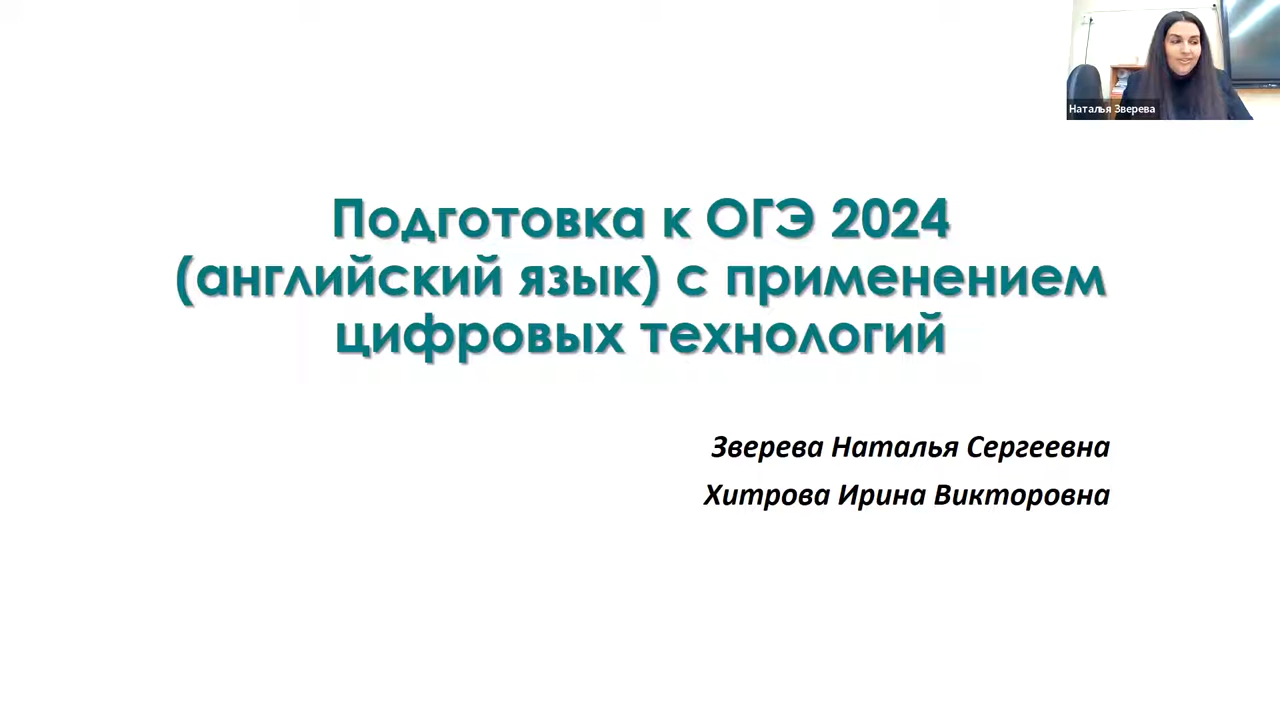 Наталья Зверева
Подготовка к ОГЭ 2024
(английский язык) с применением
цифровых технологий
Зверева Наталья Сергеевна
Хитрова Ирина Викторовна